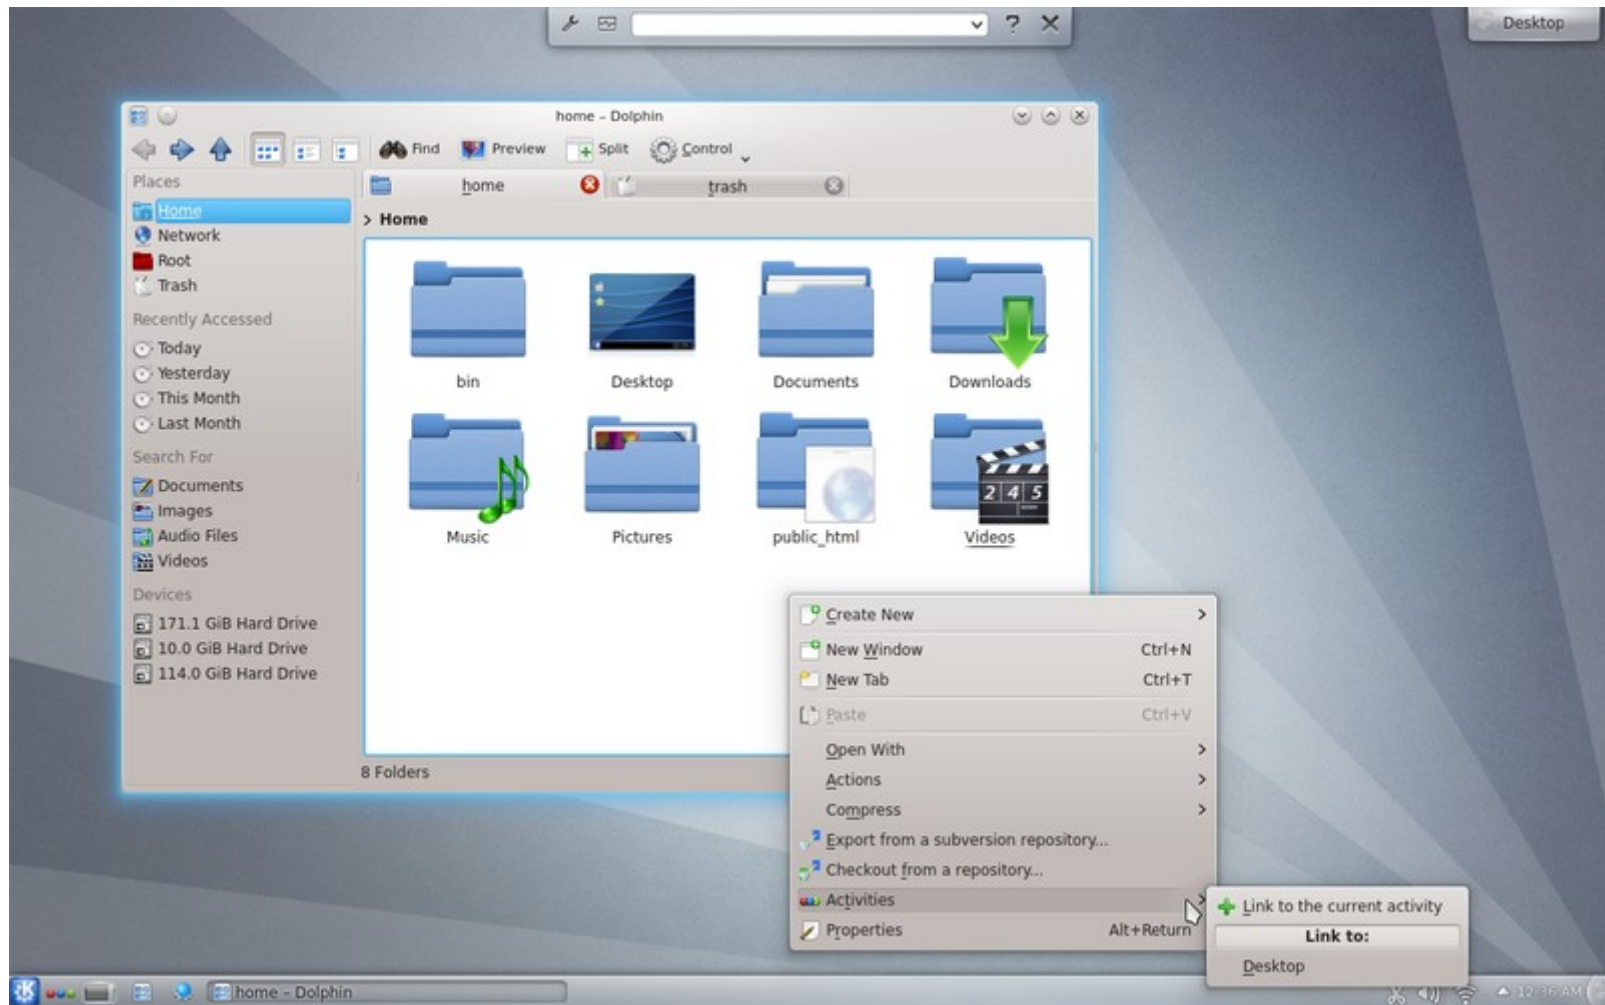 ?
Desktop
home – Dolphin
Find Preview Split Control
Places
home trash
Home
> Home
Network
Root
Trash
Recently Accessed
Today
Yesterday
This Month
Last Month
Search For
Documents
Images
Audio Files
Videos
Devices
171.1 GiB Hard Drive
10.0 GiB Hard Drive
114.0 GiB Hard Drive
bin Desktop Documents Downloads
2 4 5
Music Pictures public_html Videos
8 Folders
Create New
New Window Ctrl+N
New Tab Ctrl+T
Paste Ctrl+V
Open With
Actions
Compress
Export from a subversion repository...
Checkout from a repository...
Activities
Properties Alt+Return
Link to the current activity
Link to:
Desktop
home – Dolphin
12:36 AM